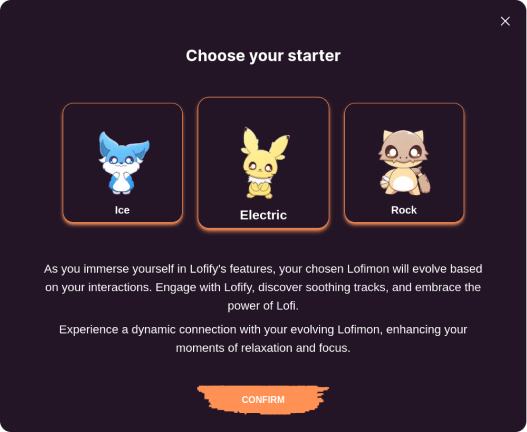 Choose your starter
Ice
Electric
Rock
As you immerse yourself in Lofify's features, your chosen Lofimon will evolve based
on your interactions. Engage with Lofify, discover soothing tracks, and embrace the
power of Lofi.
Experience a dynamic connection with your evolving Lofimon, enhancing your
moments of relaxation and focus.
CONFIRM